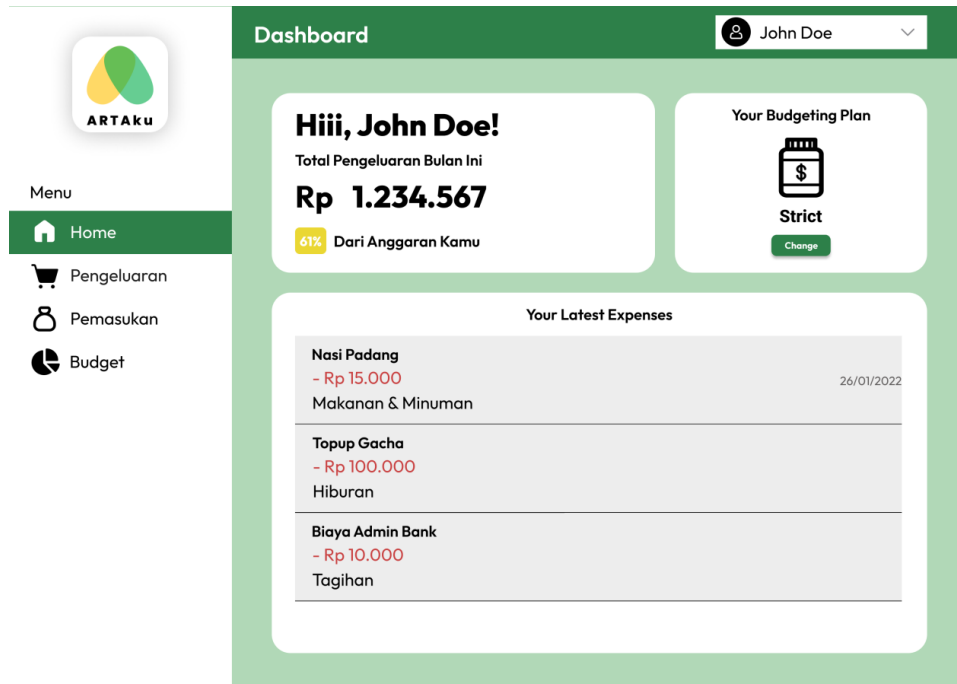 ARTAku
Menu
Home
Pengeluaran
Pemasukan
Budget
Dashboard
John Doe
Hiii, John Doe!
Total Pengeluaran Bulan Ini
Rp 1.234.567
61% Dari Anggaran Kamu
Your Budgeting Plan
$
Strict
Change
Your Latest Expenses
Nasi Padang
- Rp 15.000
26/01/2022
Makanan & Minuman
Topup Gacha
- Rp 100.000
Hiburan
Biaya Admin Bank
- Rp 10.000
Tagihan